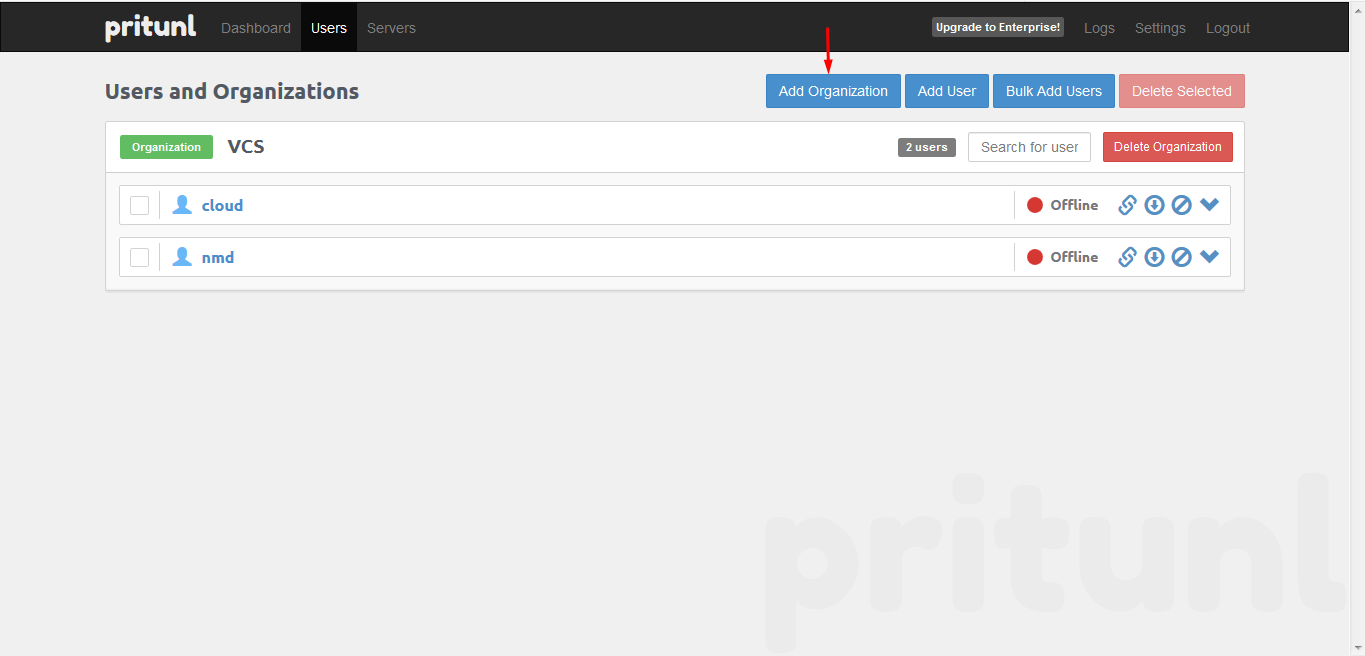 pritunl Dashboard Users Servers Upgrade to Enterprise! Logs Settings Logout
Users and Organizations Add Organization Add User Bulk Add Users Delete Selected
Organization VCS 2 users Search for user Delete Organization
cloud Offline
nmd Offline
pritunl